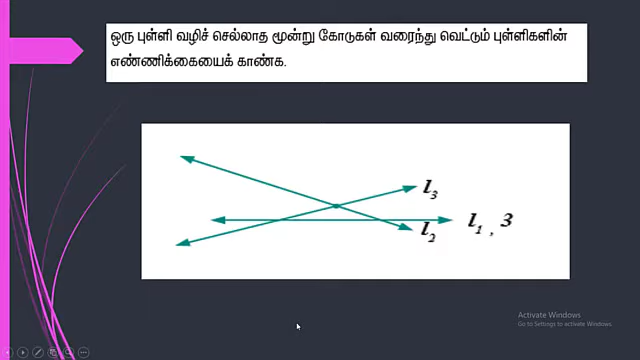 ஒரு புள்ளி வழிச் செல்லாத மூன்று கோடுகள் வரைந்து வெட்டும் புள்ளிகளின்
எண்ணிக்கையைக் காண்க.
l3
l1 , 3
l2
Activate Windows
Go to Settings to activate Windows.